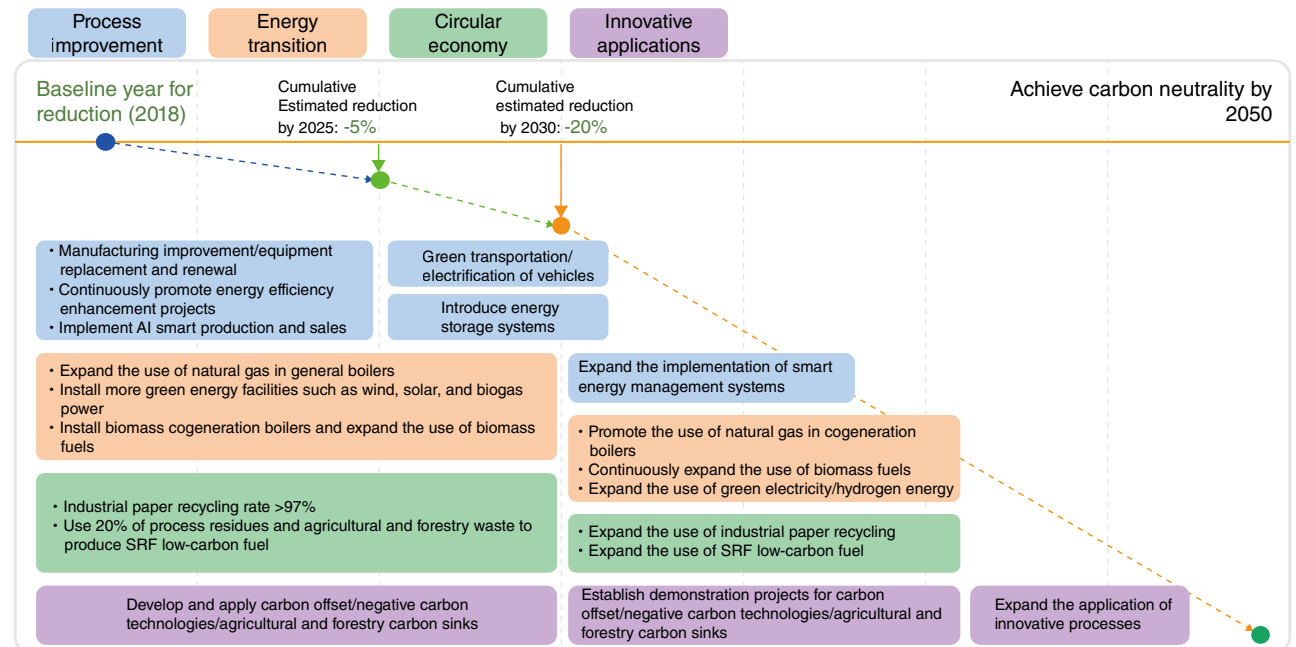 Process
improvement
Energy
transition
Circular
economy
Innovative
applications
Baseline year for
reduction (2018)
Cumulative
Estimated reduction
by 2025: -5%
Cumulative
estimated reduction
by 2030: -20%
Achieve carbon neutrality by
2050
• Manufacturing improvement/equipment
replacement and renewal
• Continuously promote energy efficiency
enhancement projects
• Implement AI smart production and sales
Green transportation/
electrification of vehicles
Introduce energy
storage systems
• Expand the use of natural gas in general boilers
• Install more green energy facilities such as wind, solar, and biogas
power
• Install biomass cogeneration boilers and expand the use of biomass
fuels
Expand the implementation of smart
energy management systems
• Promote the use of natural gas in cogeneration
boilers
• Continuously expand the use of biomass fuels
• Expand the use of green electricity/hydrogen energy
• Industrial paper recycling rate >97%
• Use 20% of process residues and agricultural and forestry waste to
produce SRF low-carbon fuel
• Expand the use of industrial paper recycling
• Expand the use of SRF low-carbon fuel
Develop and apply carbon offset/negative carbon
technologies/agricultural and forestry carbon sinks
Establish demonstration projects for carbon
offset/negative carbon technologies/agricultural and
forestry carbon sinks
Expand the application of
innovative processes